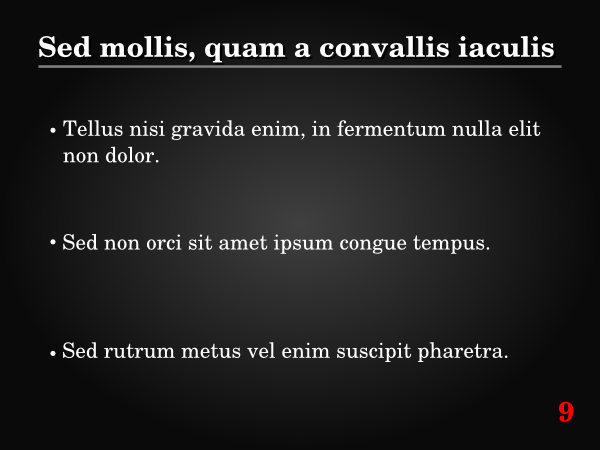 Sed mollis, quam a convallis iaculis
• Tellus nisi gravida enim, in fermentum nulla elit
non dolor.
• Sed non orci sit amet ipsum congue tempus.
• Sed rutrum metus vel enim suscipit pharetra.
9